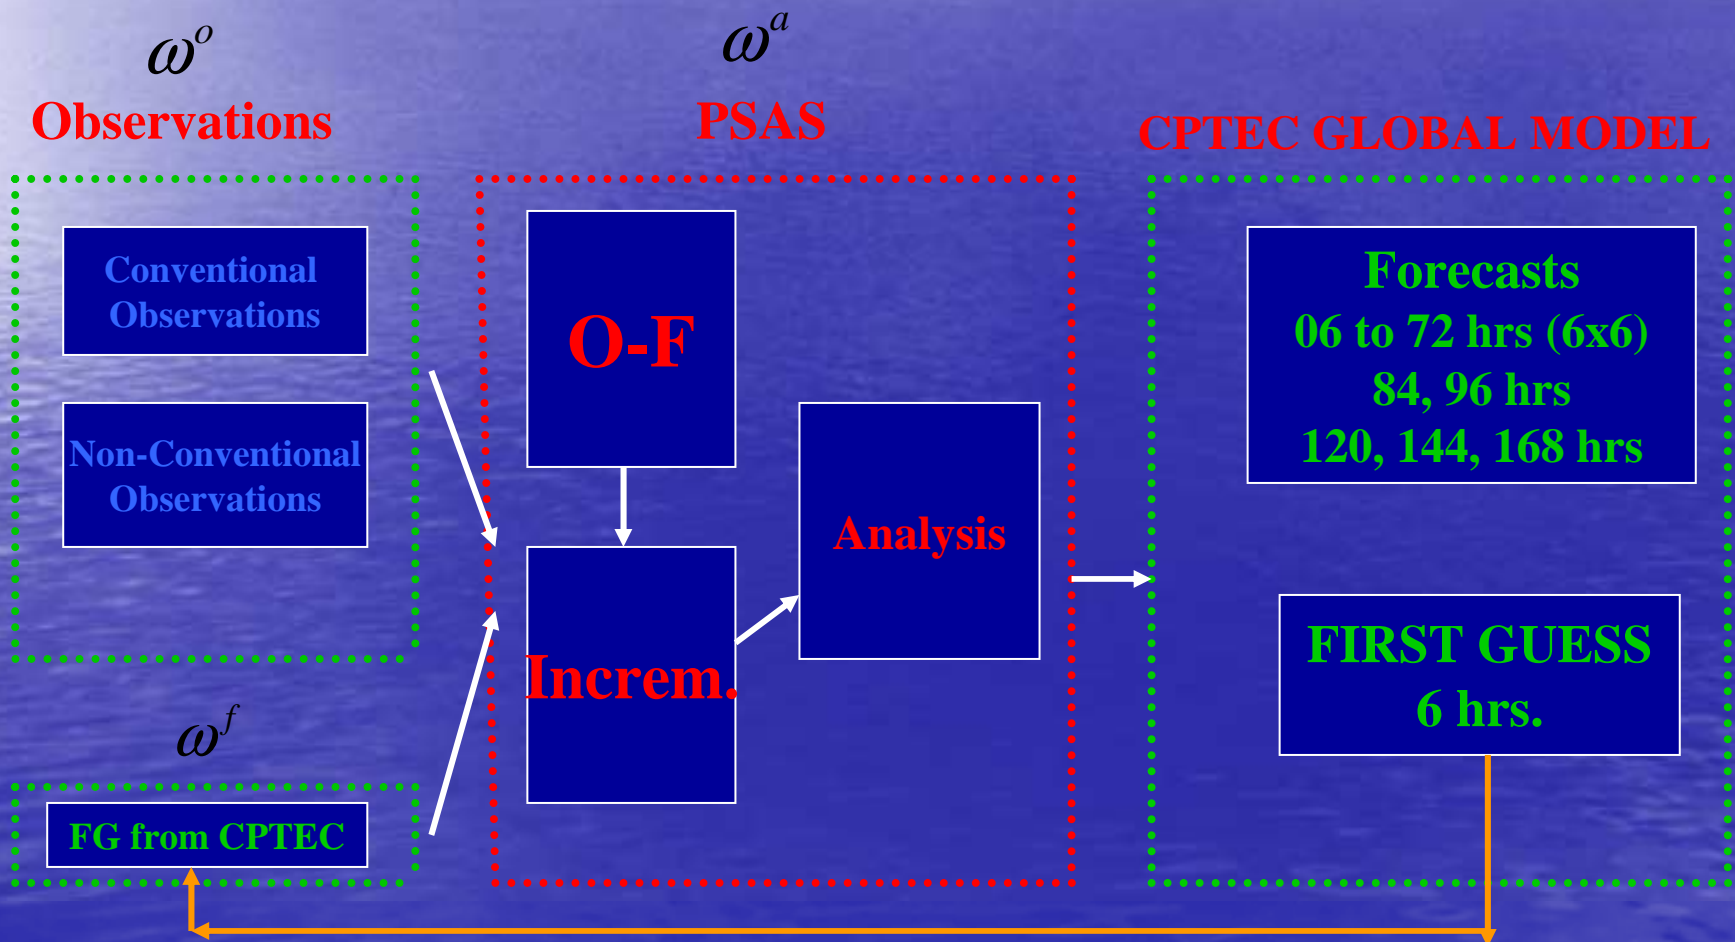 ω^o
Observations
Conventional
Observations
Non-Conventional
Observations
ω^f
FG from CPTEC
ω^a
PSAS
O-F
Increm.
Analysis
CPTEC GLOBAL MODEL
Forecasts
06 to 72 hrs (6x6)
84, 96 hrs
120, 144, 168 hrs
FIRST GUESS
6 hrs.